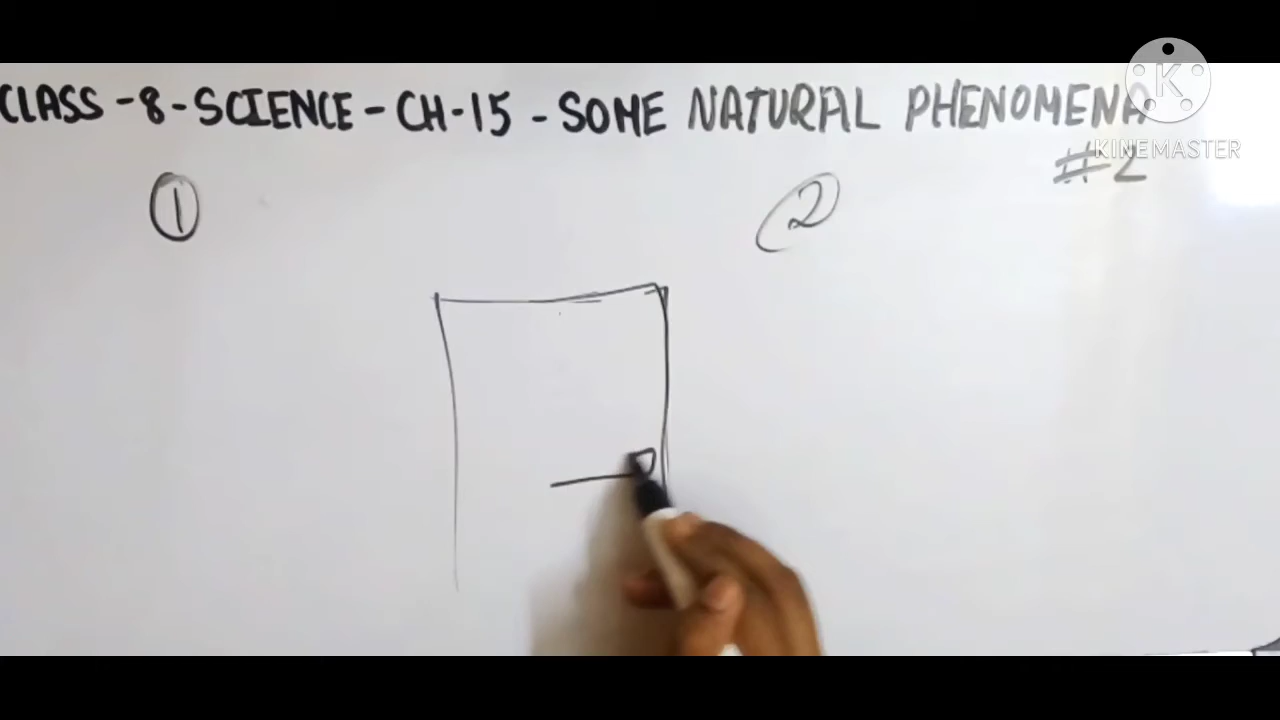 CLASS - 8 - SCIENCE - CH - 15 - SOME NATURAL PHENOMENA
K
KINEMASTER
#2
1
2